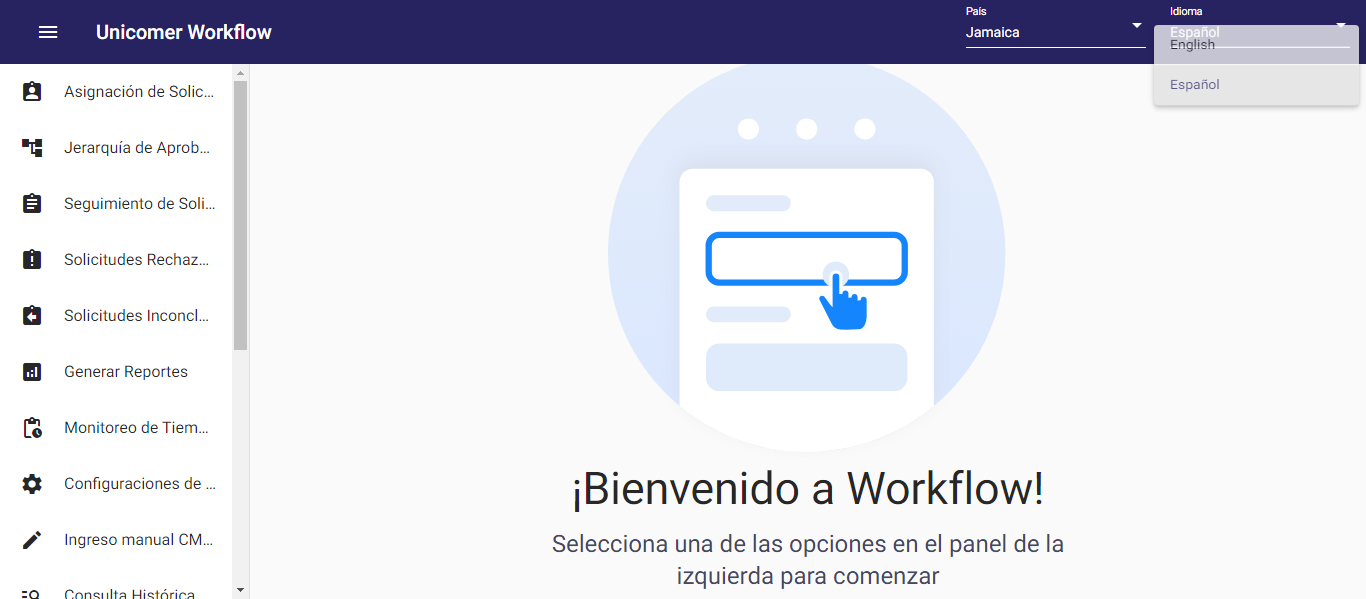 Unicomer Workflow
País
Jamaica
Idioma
Español
English
Español
Asignación de Solic...
Jerarquía de Aprob...
Seguimiento de Soli...
Solicitudes Rechaz...
Solicitudes Inconcl...
Generar Reportes
Monitoreo de Tiem...
Configuraciones de ...
Ingreso manual CM...
Consulta Histórica
¡Bienvenido a Workflow!
Selecciona una de las opciones en el panel de la
izquierda para comenzar